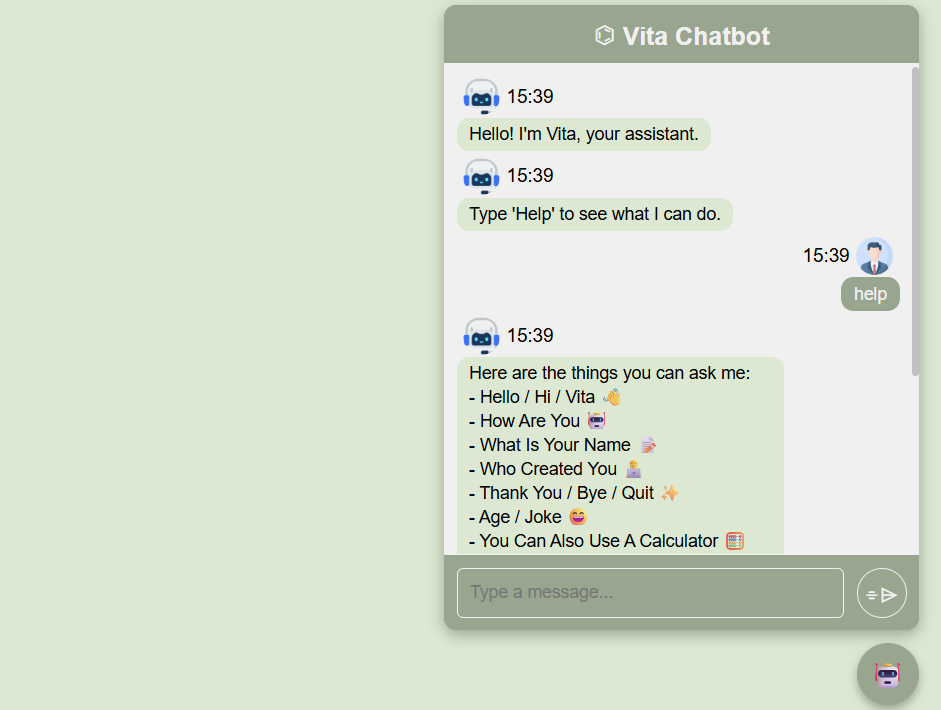 Vita Chatbot
15:39
Hello! I'm Vita, your assistant.
15:39
Type 'Help' to see what I can do.
15:39
help
15:39
Here are the things you can ask me:
- Hello / Hi / Vita 👋
- How Are You 🤖
- What Is Your Name 📝
- Who Created You 🧑‍💻
- Thank You / Bye / Quit ✨
- Age / Joke 😄
- You Can Also Use A Calculator 🧮
Type a message...